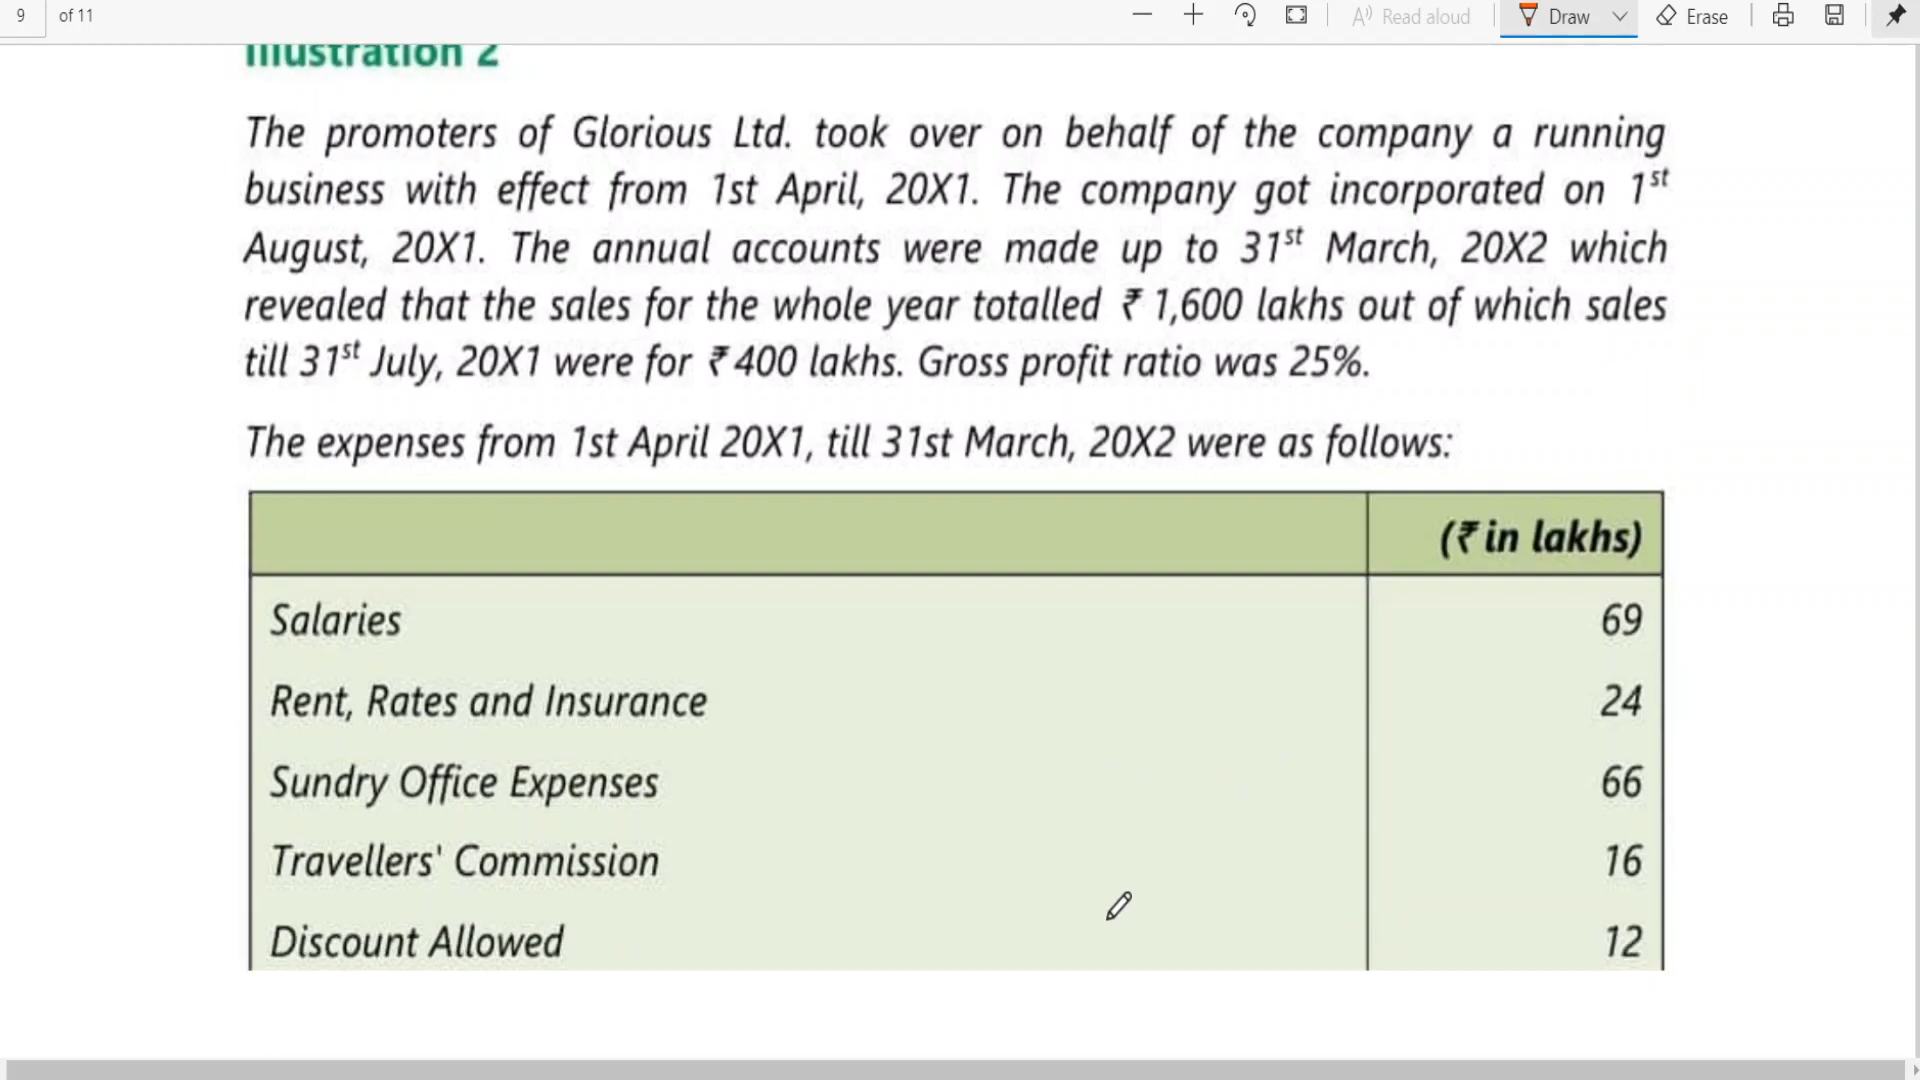 9 of 11 Read aloud Draw Erase
Illustration 2
The promoters of Glorious Ltd. took over on behalf of the company a running
business with effect from 1st April, 20X1. The company got incorporated on 1st
August, 20X1. The annual accounts were made up to 31st March, 20X2 which
revealed that the sales for the whole year totalled ₹ 1,600 lakhs out of which sales
till 31st July, 20X1 were for ₹ 400 lakhs. Gross profit ratio was 25%.
The expenses from 1st April 20X1, till 31st March, 20X2 were as follows:
(₹ in lakhs)
Salaries 69
Rent, Rates and Insurance 24
Sundry Office Expenses 66
Travellers' Commission 16
Discount Allowed 12